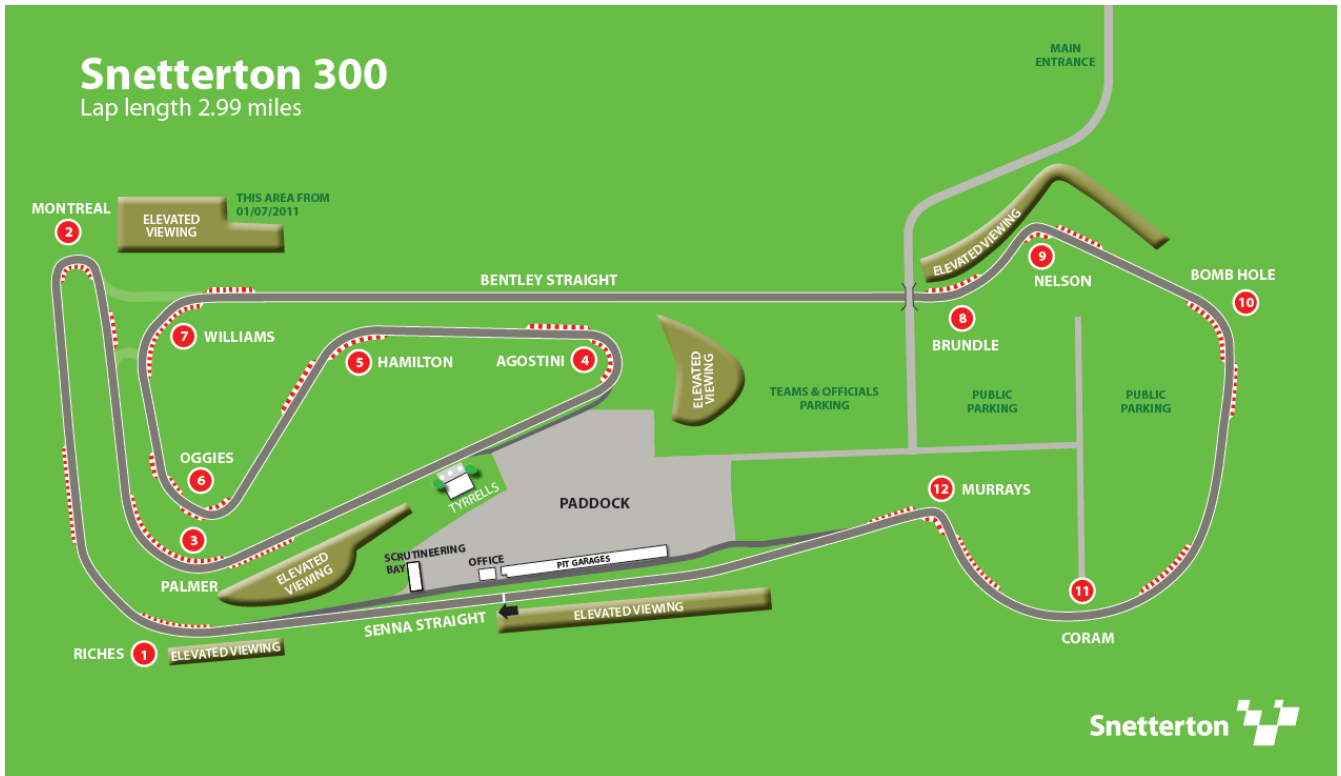 Snetterton 300
Lap length 2.99 miles
MAIN
ENTRANCE
THIS AREA FROM
01/07/2011
ELEVATED
VIEWING
MONTREAL
2
ELEVATED VIEWING
9
NELSON
BOMB HOLE
10
BENTLEY STRAIGHT
7
WILLIAMS
5
HAMILTON
AGOSTINI
4
8
BRUNDLE
ELEVATED
VIEWING
TEAMS & OFFICIALS
PARKING
PUBLIC
PARKING
PUBLIC
PARKING
OGGIES
6
TYRRELLS
PADDOCK
12
MURRAYS
3
PALMER
ELEVATED
VIEWING
SCRUTINEERING
BAY
OFFICE
PIT GARAGES
11
CORAM
SENNA STRAIGHT
ELEVATED VIEWING
RICHES
1
ELEVATED VIEWING
Snetterton